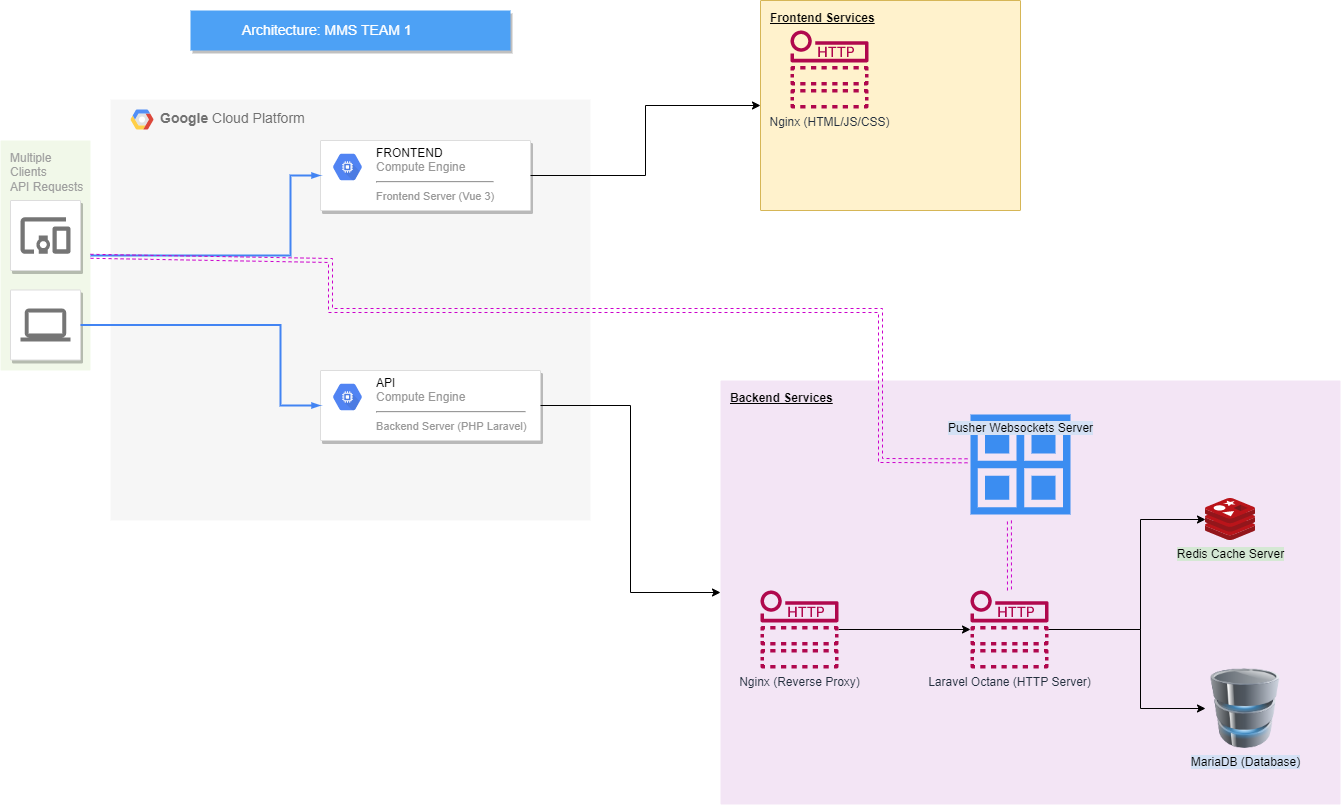 Architecture: MMS TEAM 1
Frontend Services
HTTP
Nginx (HTML/JS/CSS)
Google Cloud Platform
Multiple
Clients
API Requests
FRONTEND
Compute Engine
Frontend Server (Vue 3)
API
Compute Engine
Backend Server (PHP Laravel)
Backend Services
Pusher Websockets Server
Redis Cache Server
HTTP
Nginx (Reverse Proxy)
HTTP
Laravel Octane (HTTP Server)
MariaDB (Database)